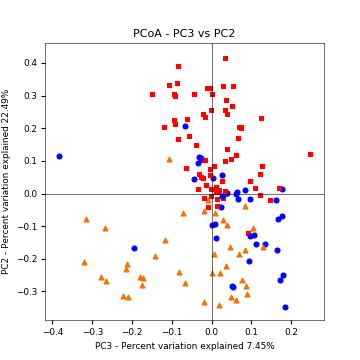 PCoA - PC3 vs PC2
PC2 - Percent variation explained 22.49%
0.4
0.3
0.2
0.1
0.0
−0.1
−0.2
−0.3
−0.4 −0.3 −0.2 −0.1 0.0 0.1 0.2
PC3 - Percent variation explained 7.45%